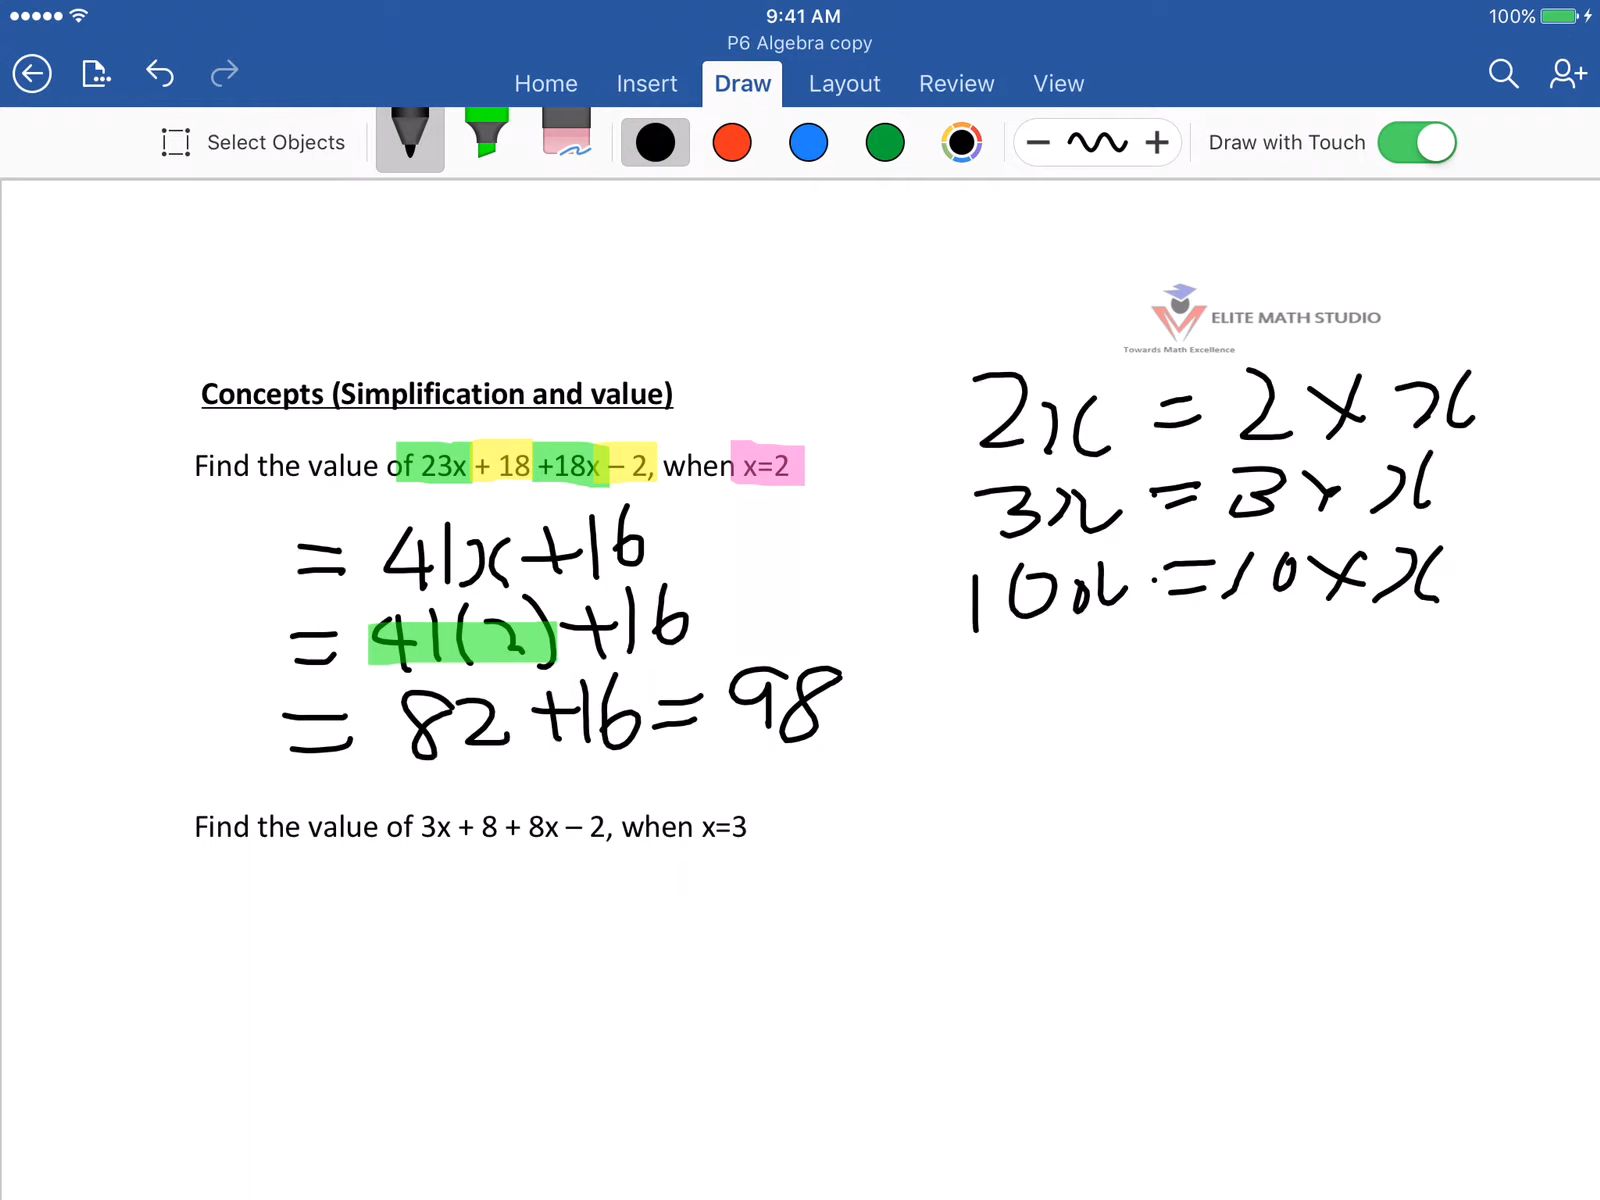 9:41 AM
100%
P6 Algebra copy
Home Insert Draw Layout Review View
Select Objects
Draw with Touch
ELITE MATH STUDIO
Towards Math Excellence
Concepts (Simplification and value)
Find the value of 23x + 18 +18x – 2, when x=2
= 41x+16
= 41(2)+16
= 82+16=98
2x = 2×x
3x = 3×x
10x = 10×x
Find the value of 3x + 8 + 8x – 2, when x=3